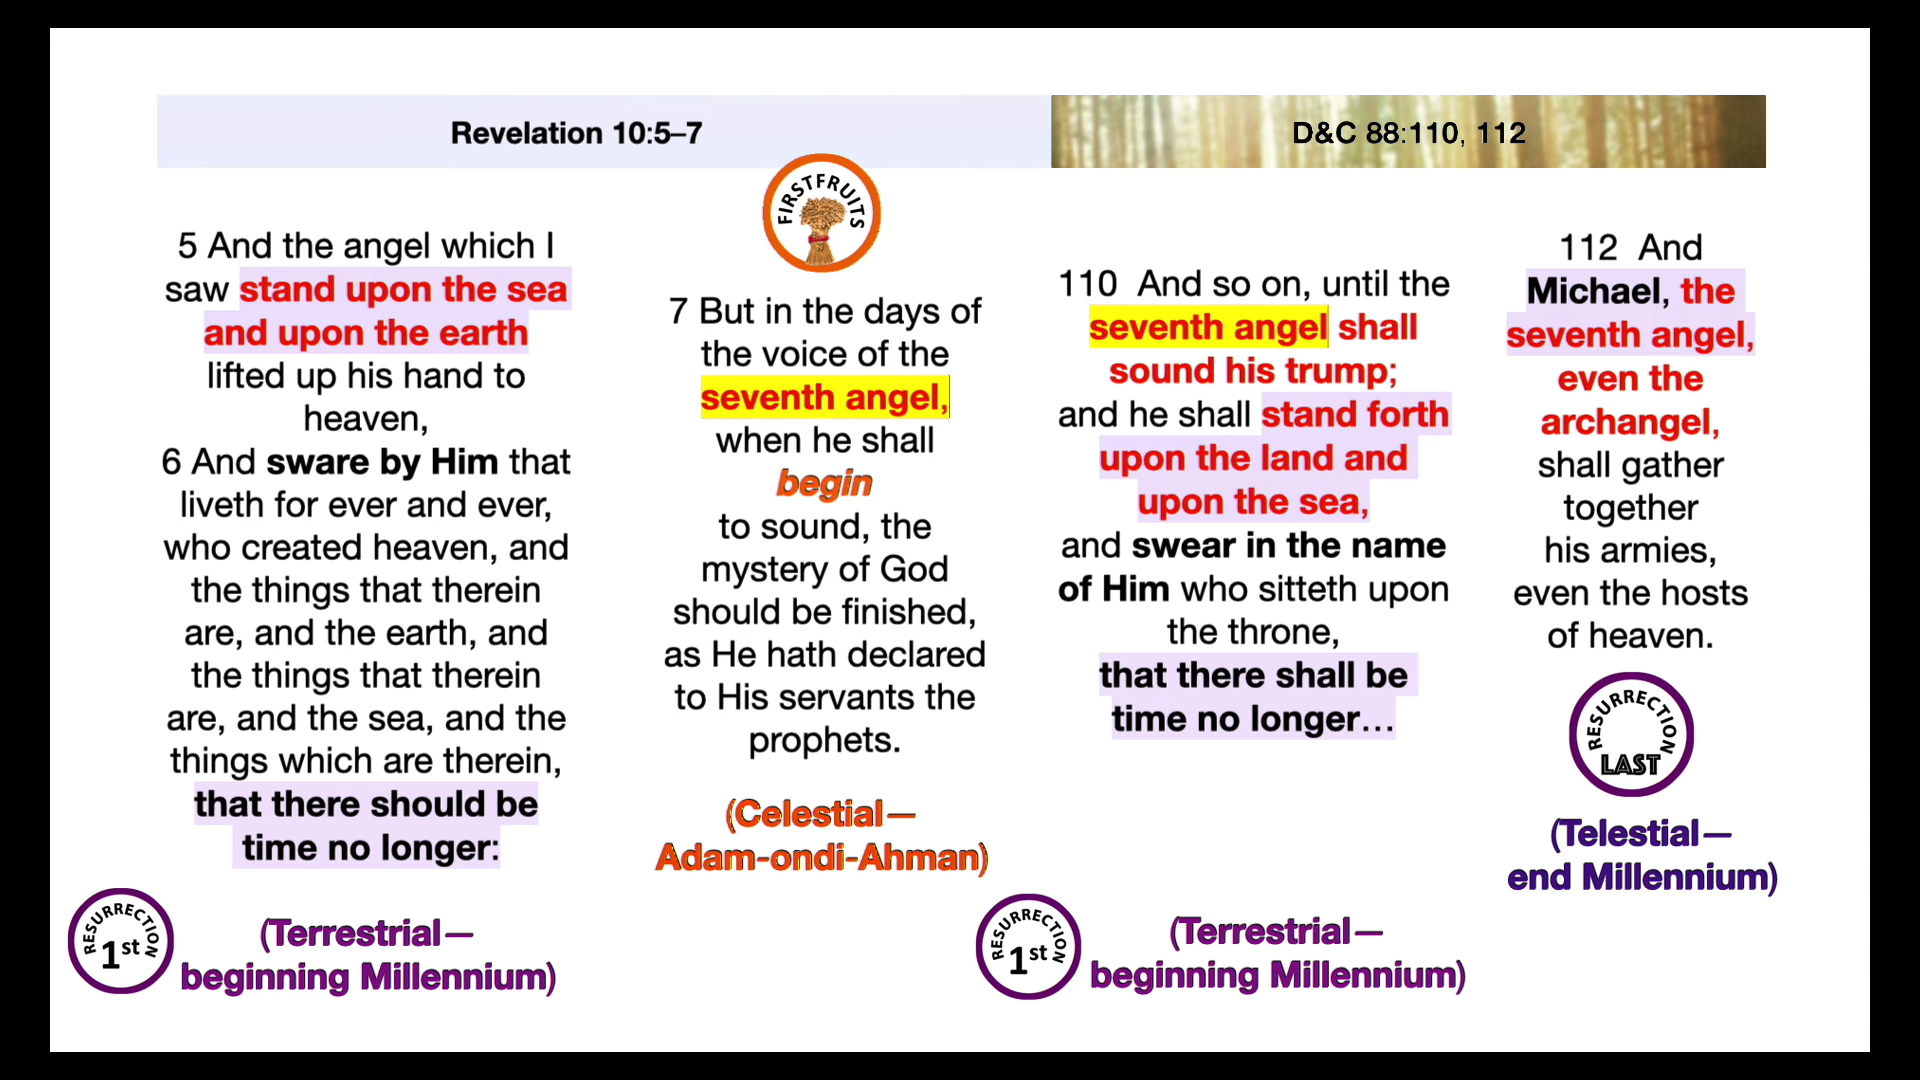 Revelation 10:5–7
D&C 88:110, 112
5 And the angel which I
saw stand upon the sea
and upon the earth
lifted up his hand to
heaven,
6 And sware by Him that
liveth for ever and ever,
who created heaven, and
the things that therein
are, and the earth, and
the things that therein
are, and the sea, and the
things which are therein,
that there should be
time no longer:
RESURRECTION
1st
(Terrestrial—
beginning Millennium)
FIRSTFRUITS
7 But in the days of
the voice of the
seventh angel,
when he shall
begin
to sound, the
mystery of God
should be finished,
as He hath declared
to His servants the
prophets.
(Celestial—
Adam-ondi-Ahman)
110 And so on, until the
seventh angel shall
sound his trump;
and he shall stand forth
upon the land and
upon the sea,
and swear in the name
of Him who sitteth upon
the throne,
that there shall be
time no longer…
RESURRECTION
1st
(Terrestrial—
beginning Millennium)
112 And
Michael, the
seventh angel,
even the
archangel,
shall gather
together
his armies,
even the hosts
of heaven.
RESURRECTION
LAST
(Telestial—
end Millennium)